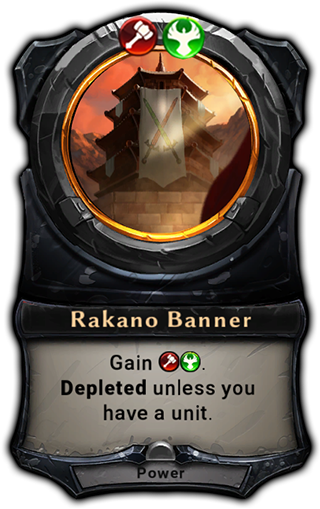 Rakano Banner
Gain .
Depleted unless you
have a unit.
Power